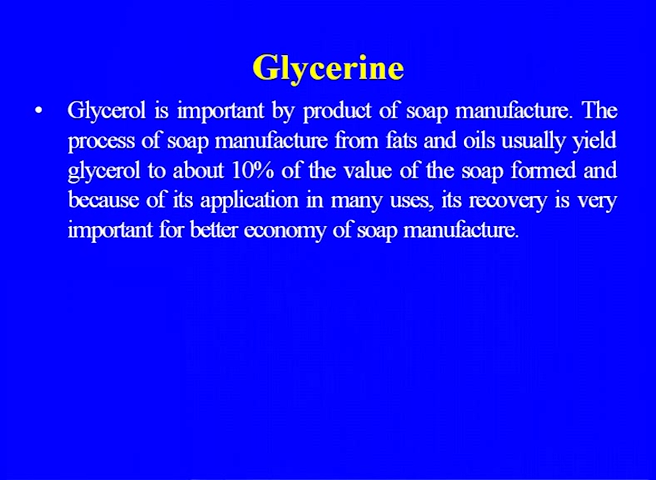 Glycerine
• Glycerol is important by product of soap manufacture. The
process of soap manufacture from fats and oils usually yield
glycerol to about 10% of the value of the soap formed and
because of its application in many uses, its recovery is very
important for better economy of soap manufacture.